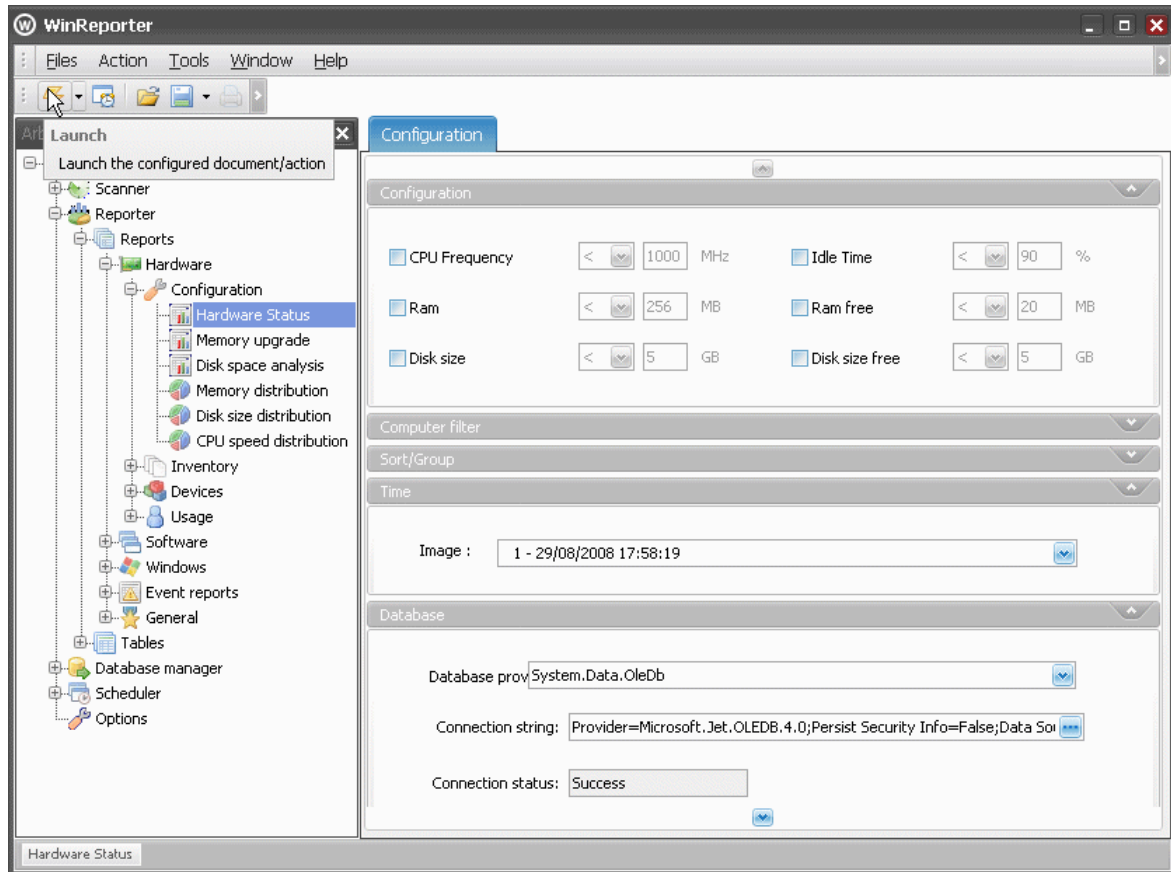 WinReporter
Files Action Tools Window Help
Launch
Launch the configured document/action
Scanner
Reporter
Reports
Hardware
Configuration
Hardware Status
Memory upgrade
Disk space analysis
Memory distribution
Disk size distribution
CPU speed distribution
Inventory
Devices
Usage
Software
Windows
Event reports
General
Tables
Database manager
Scheduler
Options
Configuration
Configuration
CPU Frequency < 1000 MHz Idle Time < 90 %
Ram < 256 MB Ram free < 20 MB
Disk size < 5 GB Disk size free < 5 GB
Computer filter
Sort/Group
Time
Image : 1 - 29/08/2008 17:58:19
Database
Database prov System.Data.OleDb
Connection string: Provider=Microsoft.Jet.OLEDB.4.0;Persist Security Info=False;Data Sou
Connection status: Success
Hardware Status